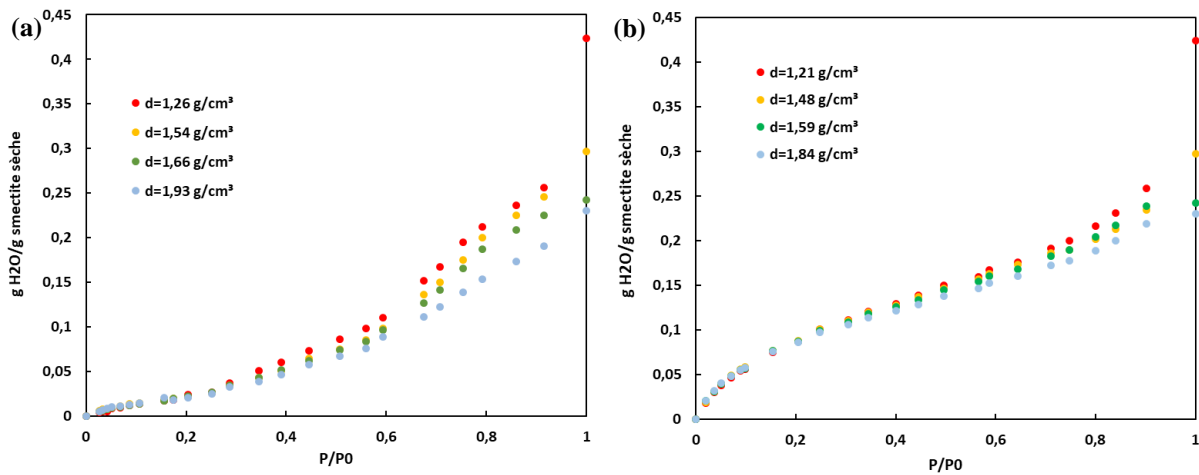 (a)
g H2O/g smectite sèche
0,45
0,4
0,35
0,3
0,25
0,2
0,15
0,1
0,05
0
d=1,26 g/cm³
d=1,54 g/cm³
d=1,66 g/cm³
d=1,93 g/cm³
0 0,2 0,4 0,6 0,8 1
P/P0
(b)
g H2O/g smectite sèche
0,45
0,4
0,35
0,3
0,25
0,2
0,15
0,1
0,05
0
d=1,21 g/cm³
d=1,48 g/cm³
d=1,59 g/cm³
d=1,84 g/cm³
0 0,2 0,4 0,6 0,8 1
P/P0